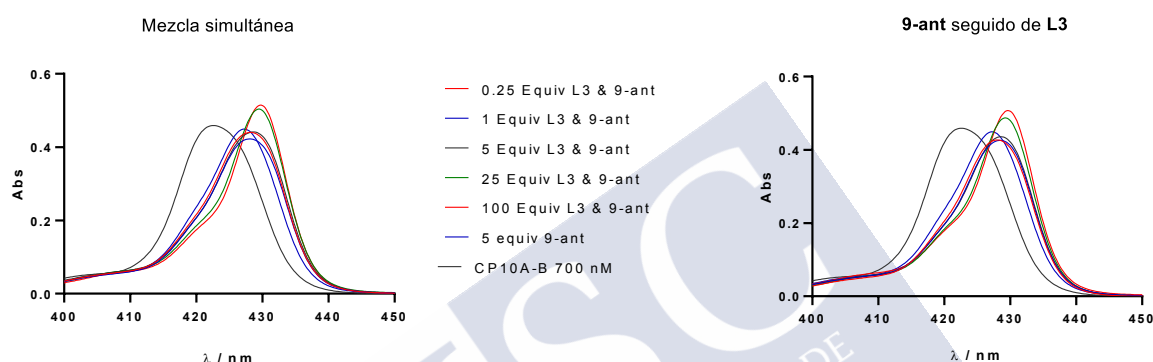 Mezcla simultánea
9-ant seguido de L3
0.6
0.4
0.2
0.0
Abs
400 410 420 430 440 450
λ / nm
0.25 Equiv L3 & 9-ant
1 Equiv L3 & 9-ant
5 Equiv L3 & 9-ant
25 Equiv L3 & 9-ant
100 Equiv L3 & 9-ant
5 equiv 9-ant
CP10A-B 700 nM
0.6
0.4
0.2
0.0
Abs
400 410 420 430 440 450
λ / nm
USC
DE